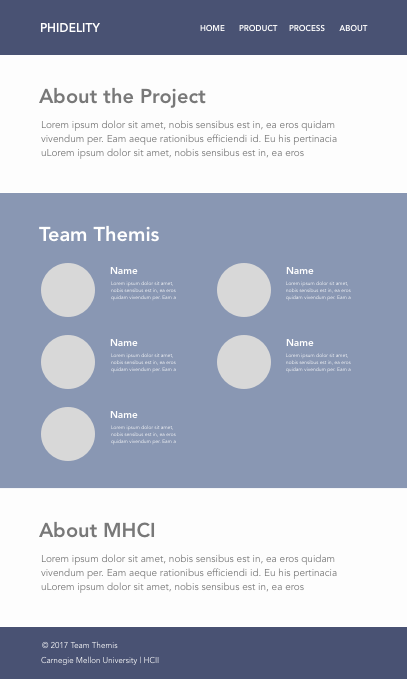 PHIDELITY
HOME PRODUCT PROCESS ABOUT
About the Project
Lorem ipsum dolor sit amet, nobis sensibus est in, ea eros quidam
vivendum per. Eam aeque rationibus efficiendi id. Eu his pertinacia
uLorem ipsum dolor sit amet, nobis sensibus est in, ea eros
Team Themis
Name
Lorem ipsum dolor sit amet,
nobis sensibus est in, ea eros
quidam vivendum per. Eam a
Name
Lorem ipsum dolor sit amet,
nobis sensibus est in, ea eros
quidam vivendum per. Eam a
Name
Lorem ipsum dolor sit amet,
nobis sensibus est in, ea eros
quidam vivendum per. Eam a
Name
Lorem ipsum dolor sit amet,
nobis sensibus est in, ea eros
quidam vivendum per. Eam a
Name
Lorem ipsum dolor sit amet,
nobis sensibus est in, ea eros
quidam vivendum per. Eam a
About MHCI
Lorem ipsum dolor sit amet, nobis sensibus est in, ea eros quidam
vivendum per. Eam aeque rationibus efficiendi id. Eu his pertinacia
uLorem ipsum dolor sit amet, nobis sensibus est in, ea eros
© 2017 Team Themis
Carnegie Mellon University | HCII